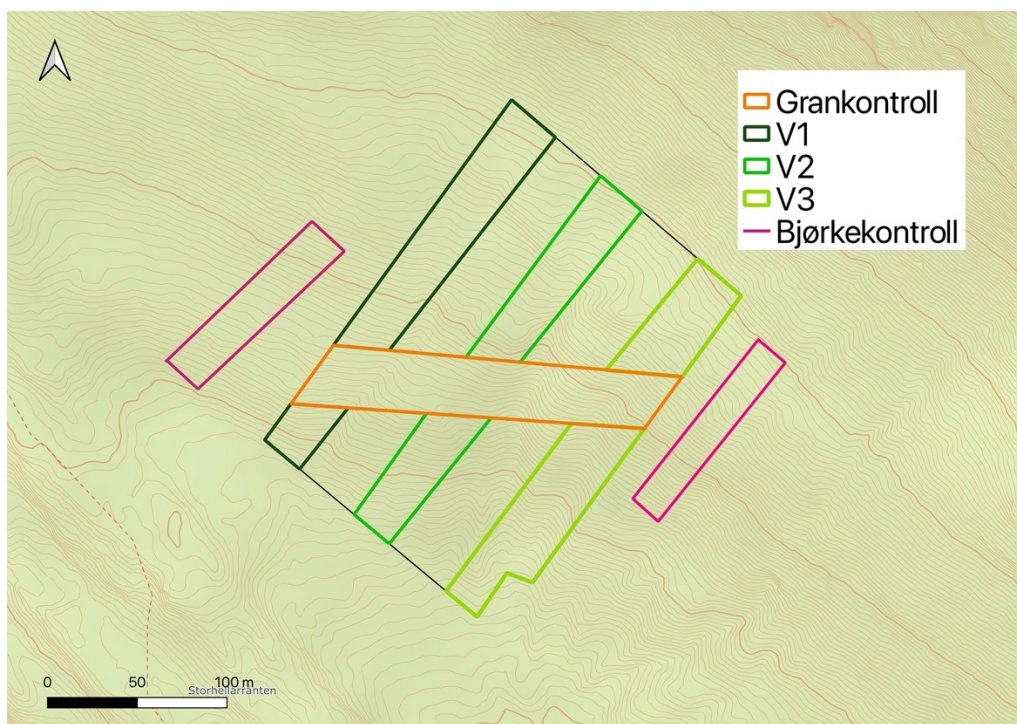 Grankontroll
V1
V2
V3
Bjørkekontroll
0 50 100 m
Storhellarranten